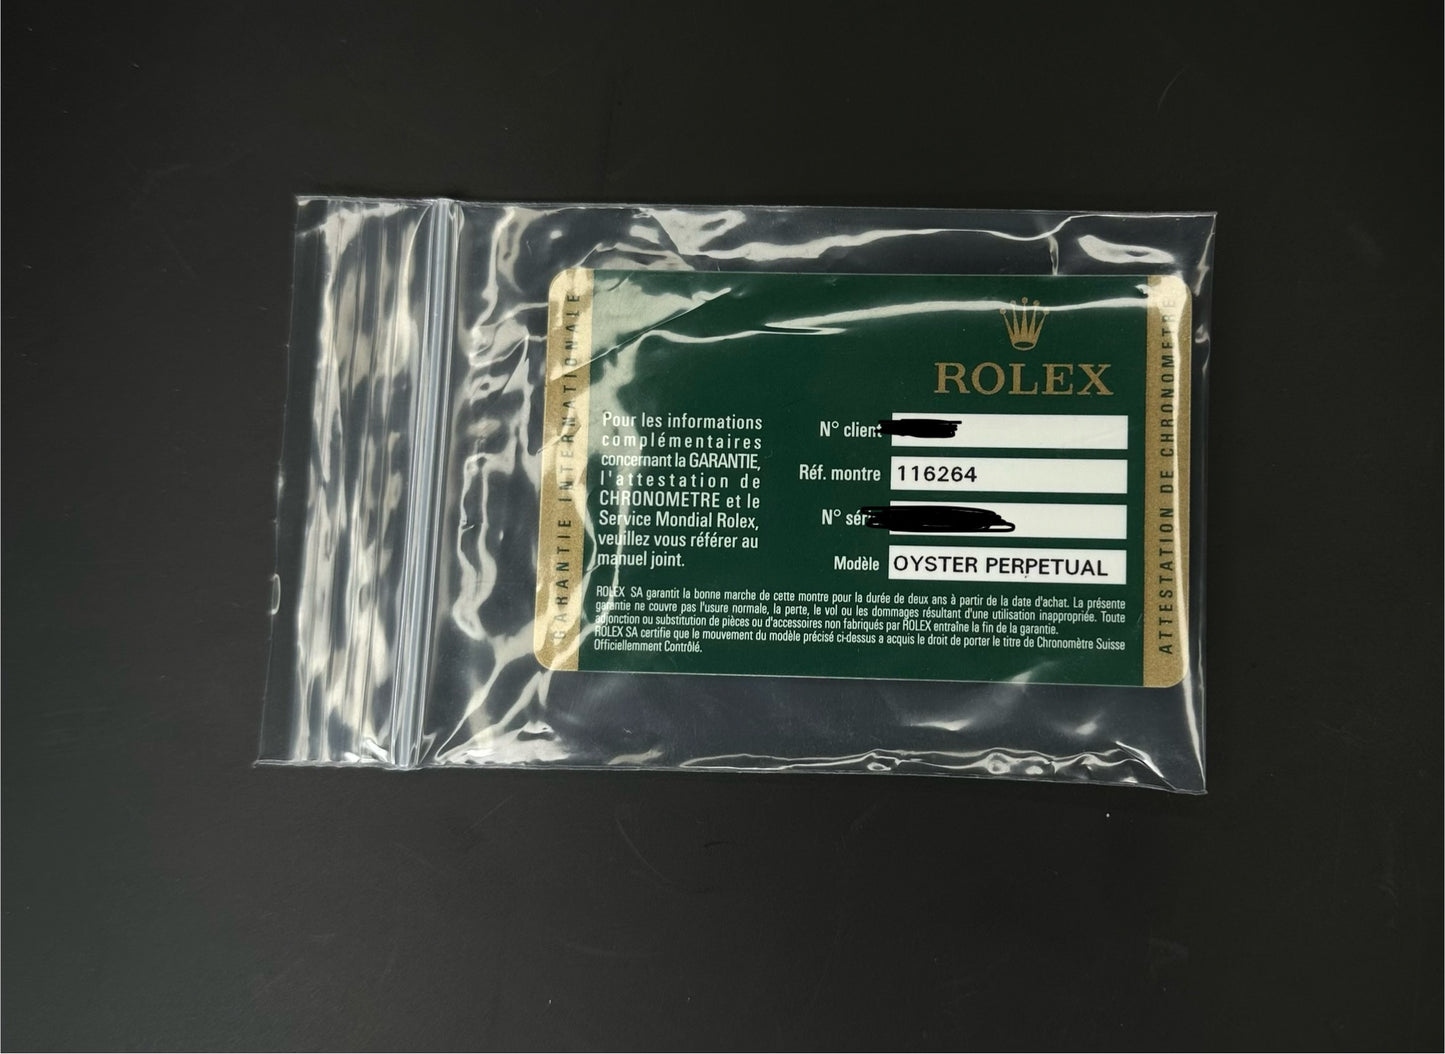 GARANTIE INTERNATIONALE
ROLEX
Pour les informations
complémentaires
concernant la GARANTIE,
l'attestation de
CHRONOMETRE et le
Service Mondial Rolex,
veuillez vous référer au
manuel joint.
N° client
Réf. montre 116264
N° séri
Modèle OYSTER PERPETUAL
ROLEX SA garantit la bonne marche de cette montre pour la durée de deux ans à partir de la date d'achat. La présente
garantie ne couvre pas l'usure normale, la perte, le vol ou les dommages résultant d'une utilisation inappropriée. Toute
adjonction ou substitution de pièces ou d'accessoires non fabriqués par ROLEX entraîne la fin de la garantie.
ROLEX SA certifie que le mouvement du modèle précisé ci-dessus a acquis le droit de porter le titre de Chronomètre Suisse
Officiellemment Contrôlé.
ATTESTATION DE CHRONOMETRE